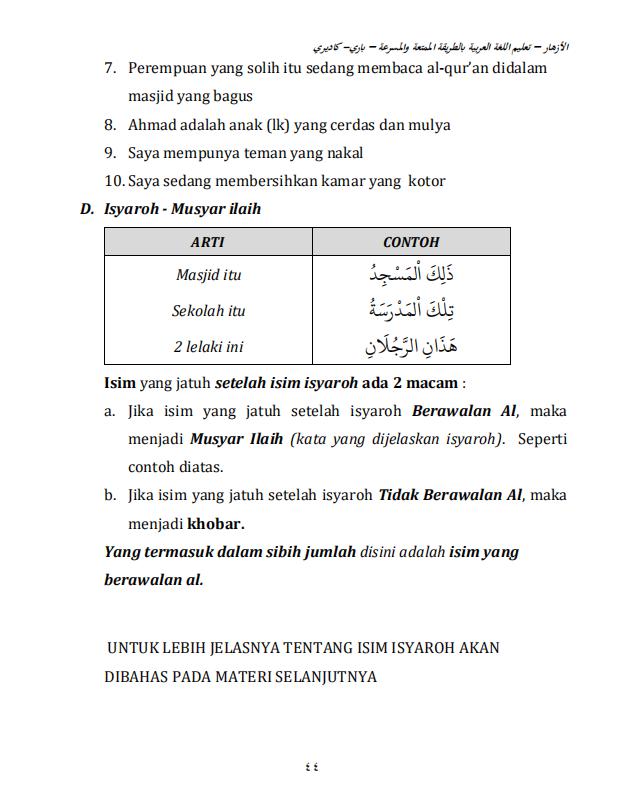 الأزهار – تعليم اللغة العربية بالطريقة الممتعة والمسرعة – باري – كاديري
7. Perempuan yang solih itu sedang membaca al-qur’an didalam
masjid yang bagus
8. Ahmad adalah anak (lk) yang cerdas dan mulya
9. Saya mempunya teman yang nakal
10. Saya sedang membersihkan kamar yang kotor
D. Isyaroh - Musyar ilaih
ARTI CONTOH
Masjid itu ذَلِكَ الْمَسْجِدُ
Sekolah itu تِلْكَ الْمَدْرَسَةُ
2 lelaki ini هَذَانِ الرَّجُلَانِ
Isim yang jatuh setelah isim isyaroh ada 2 macam :
a. Jika isim yang jatuh setelah isyaroh Berawalan Al, maka
menjadi Musyar Ilaih (kata yang dijelaskan isyaroh). Seperti
contoh diatas.
b. Jika isim yang jatuh setelah isyaroh Tidak Berawalan Al, maka
menjadi khobar.
Yang termasuk dalam sibih jumlah disini adalah isim yang
berawalan al.
UNTUK LEBIH JELASNYA TENTANG ISIM ISYAROH AKAN
DIBAHAS PADA MATERI SELANJUTNYA
٤٤